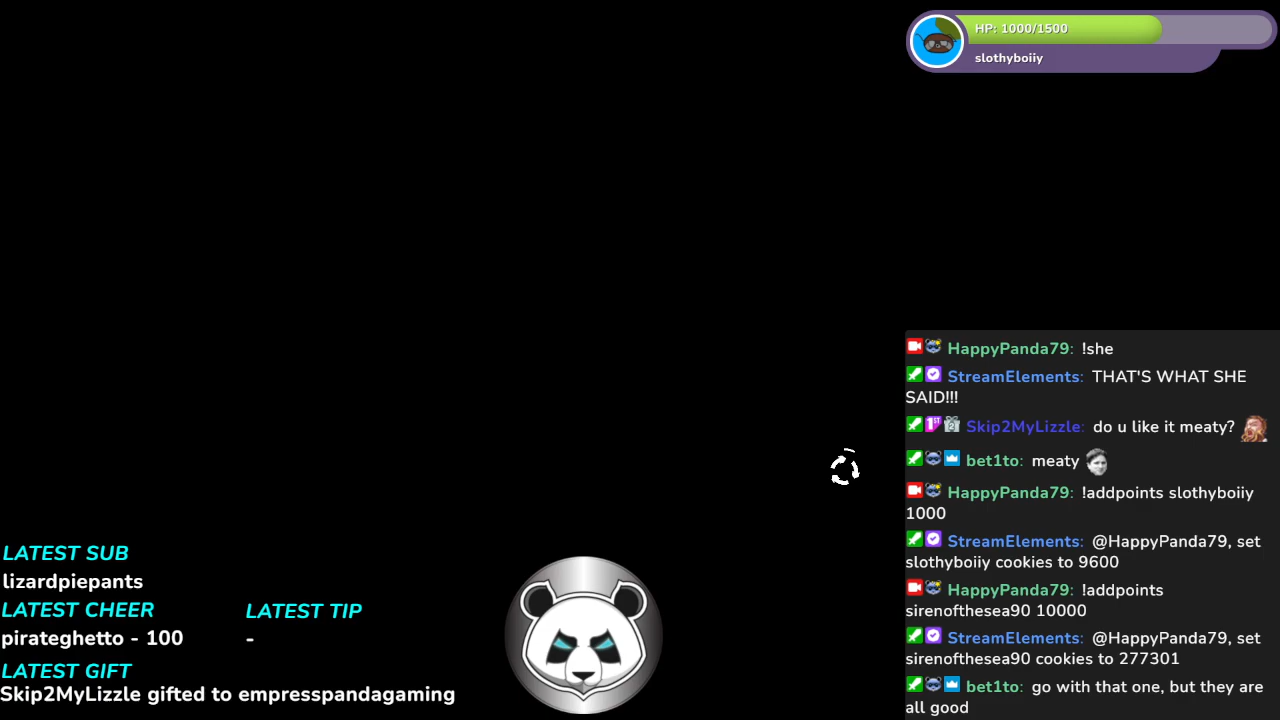 HP: 1000/1500
slothyboiiy
HappyPanda79: !she
StreamElements: THAT'S WHAT SHE
SAID!!!
Skip2MyLizzle: do u like it meaty?
bet1to: meaty
HappyPanda79: !addpoints slothyboiiy
1000
StreamElements: @HappyPanda79, set
slothyboiiy cookies to 9600
HappyPanda79: !addpoints
sirenofthesea90 10000
StreamElements: @HappyPanda79, set
sirenofthesea90 cookies to 277301
bet1to: go with that one, but they are
all good
LATEST SUB
lizardpiepants
LATEST CHEER
pirateghetto - 100
LATEST TIP
-
LATEST GIFT
Skip2MyLizzle gifted to empresspandagaming